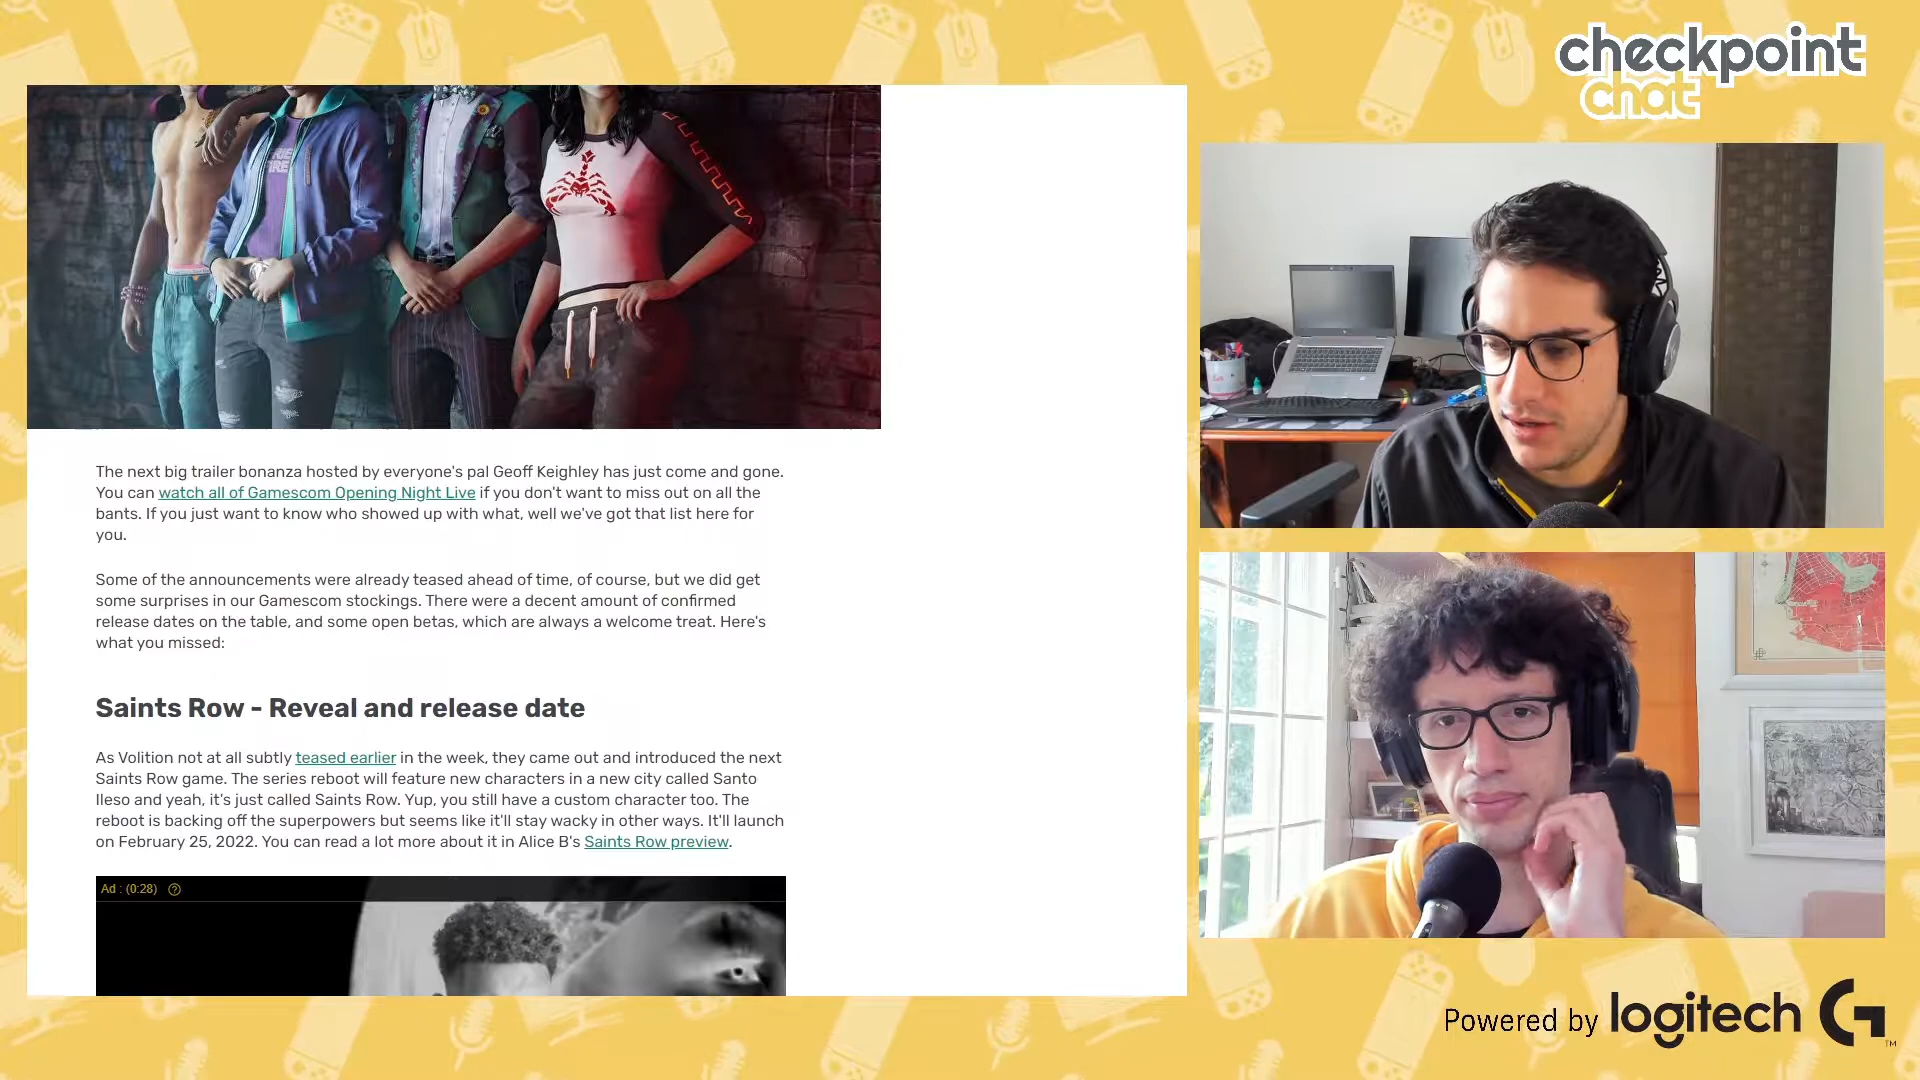 checkpoint
chat
The next big trailer bonanza hosted by everyone's pal Geoff Keighley has just come and gone.
You can watch all of Gamescom Opening Night Live if you don't want to miss out on all the
bants. If you just want to know who showed up with what, well we've got that list here for
you.
Some of the announcements were already teased ahead of time, of course, but we did get
some surprises in our Gamescom stockings. There were a decent amount of confirmed
release dates on the table, and some open betas, which are always a welcome treat. Here's
what you missed:
Saints Row - Reveal and release date
As Volition not at all subtly teased earlier in the week, they came out and introduced the next
Saints Row game. The series reboot will feature new characters in a new city called Santo
Ileso and yeah, it's just called Saints Row. Yup, you still have a custom character too. The
reboot is backing off the superpowers but seems like it'll stay wacky in other ways. It'll launch
on February 25, 2022. You can read a lot more about it in Alice B's Saints Row preview.
Ad : (0:28) ?
Powered by logitech G
TM